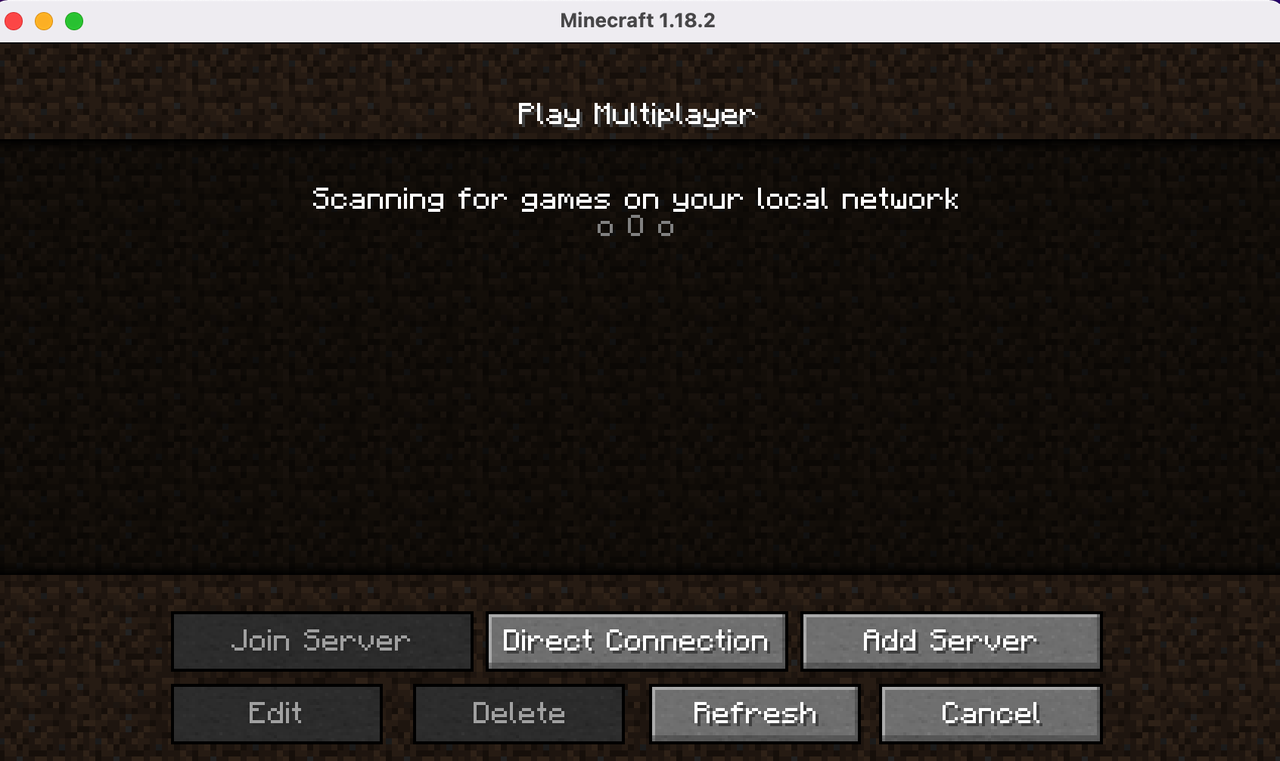 Minecraft 1.18.2
Play Multiplayer
Scanning for games on your local network
o O o
Join Server
Direct Connection
Add Server
Edit
Delete
Refresh
Cancel